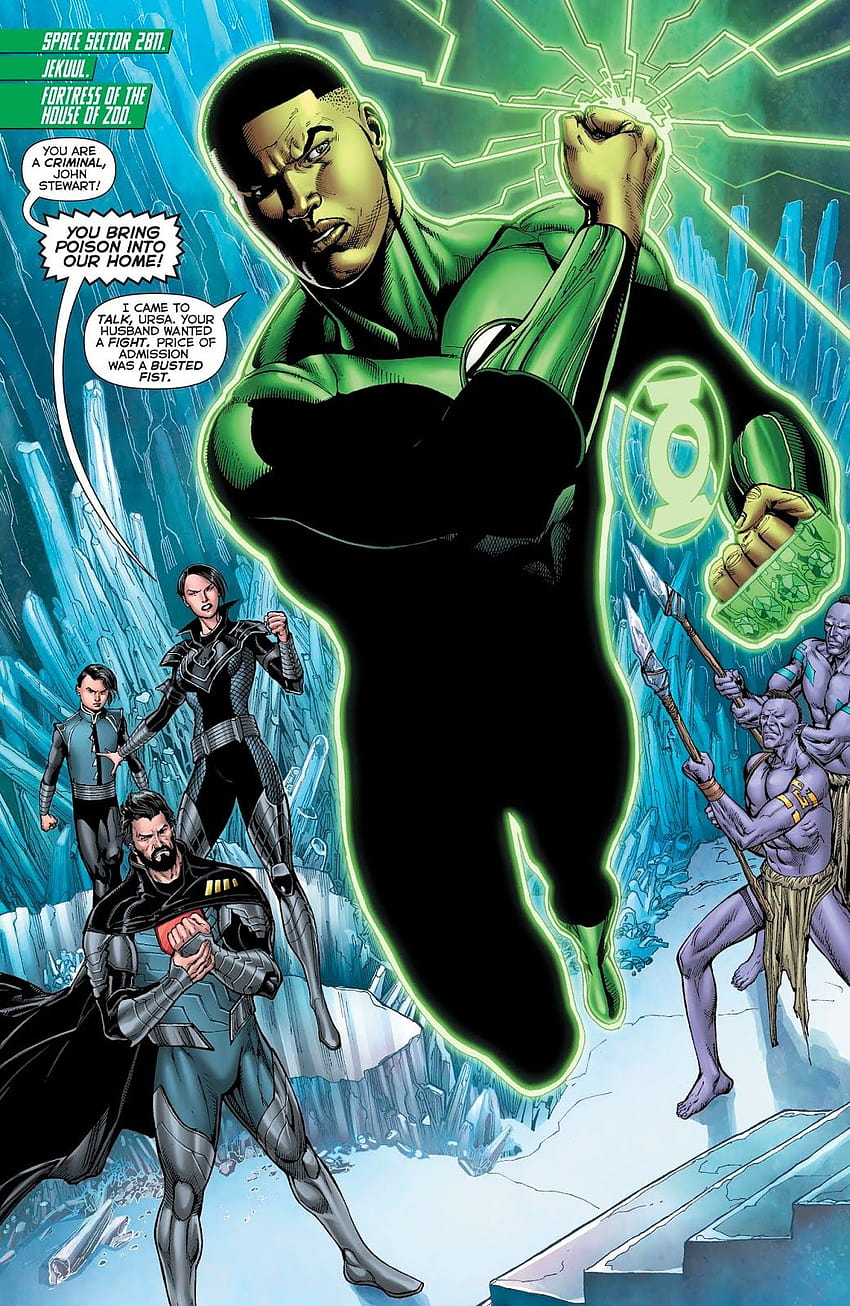 SPACE SECTOR 2811.
JEKUUL.
FORTRESS OF THE
HOUSE OF ZOD.
YOU ARE
A CRIMINAL,
JOHN
STEWART!
YOU BRING
POISON INTO
OUR HOME!
I CAME TO
TALK, URSA. YOUR
HUSBAND WANTED
A FIGHT. PRICE OF
ADMISSION
WAS A BUSTED
FIST.